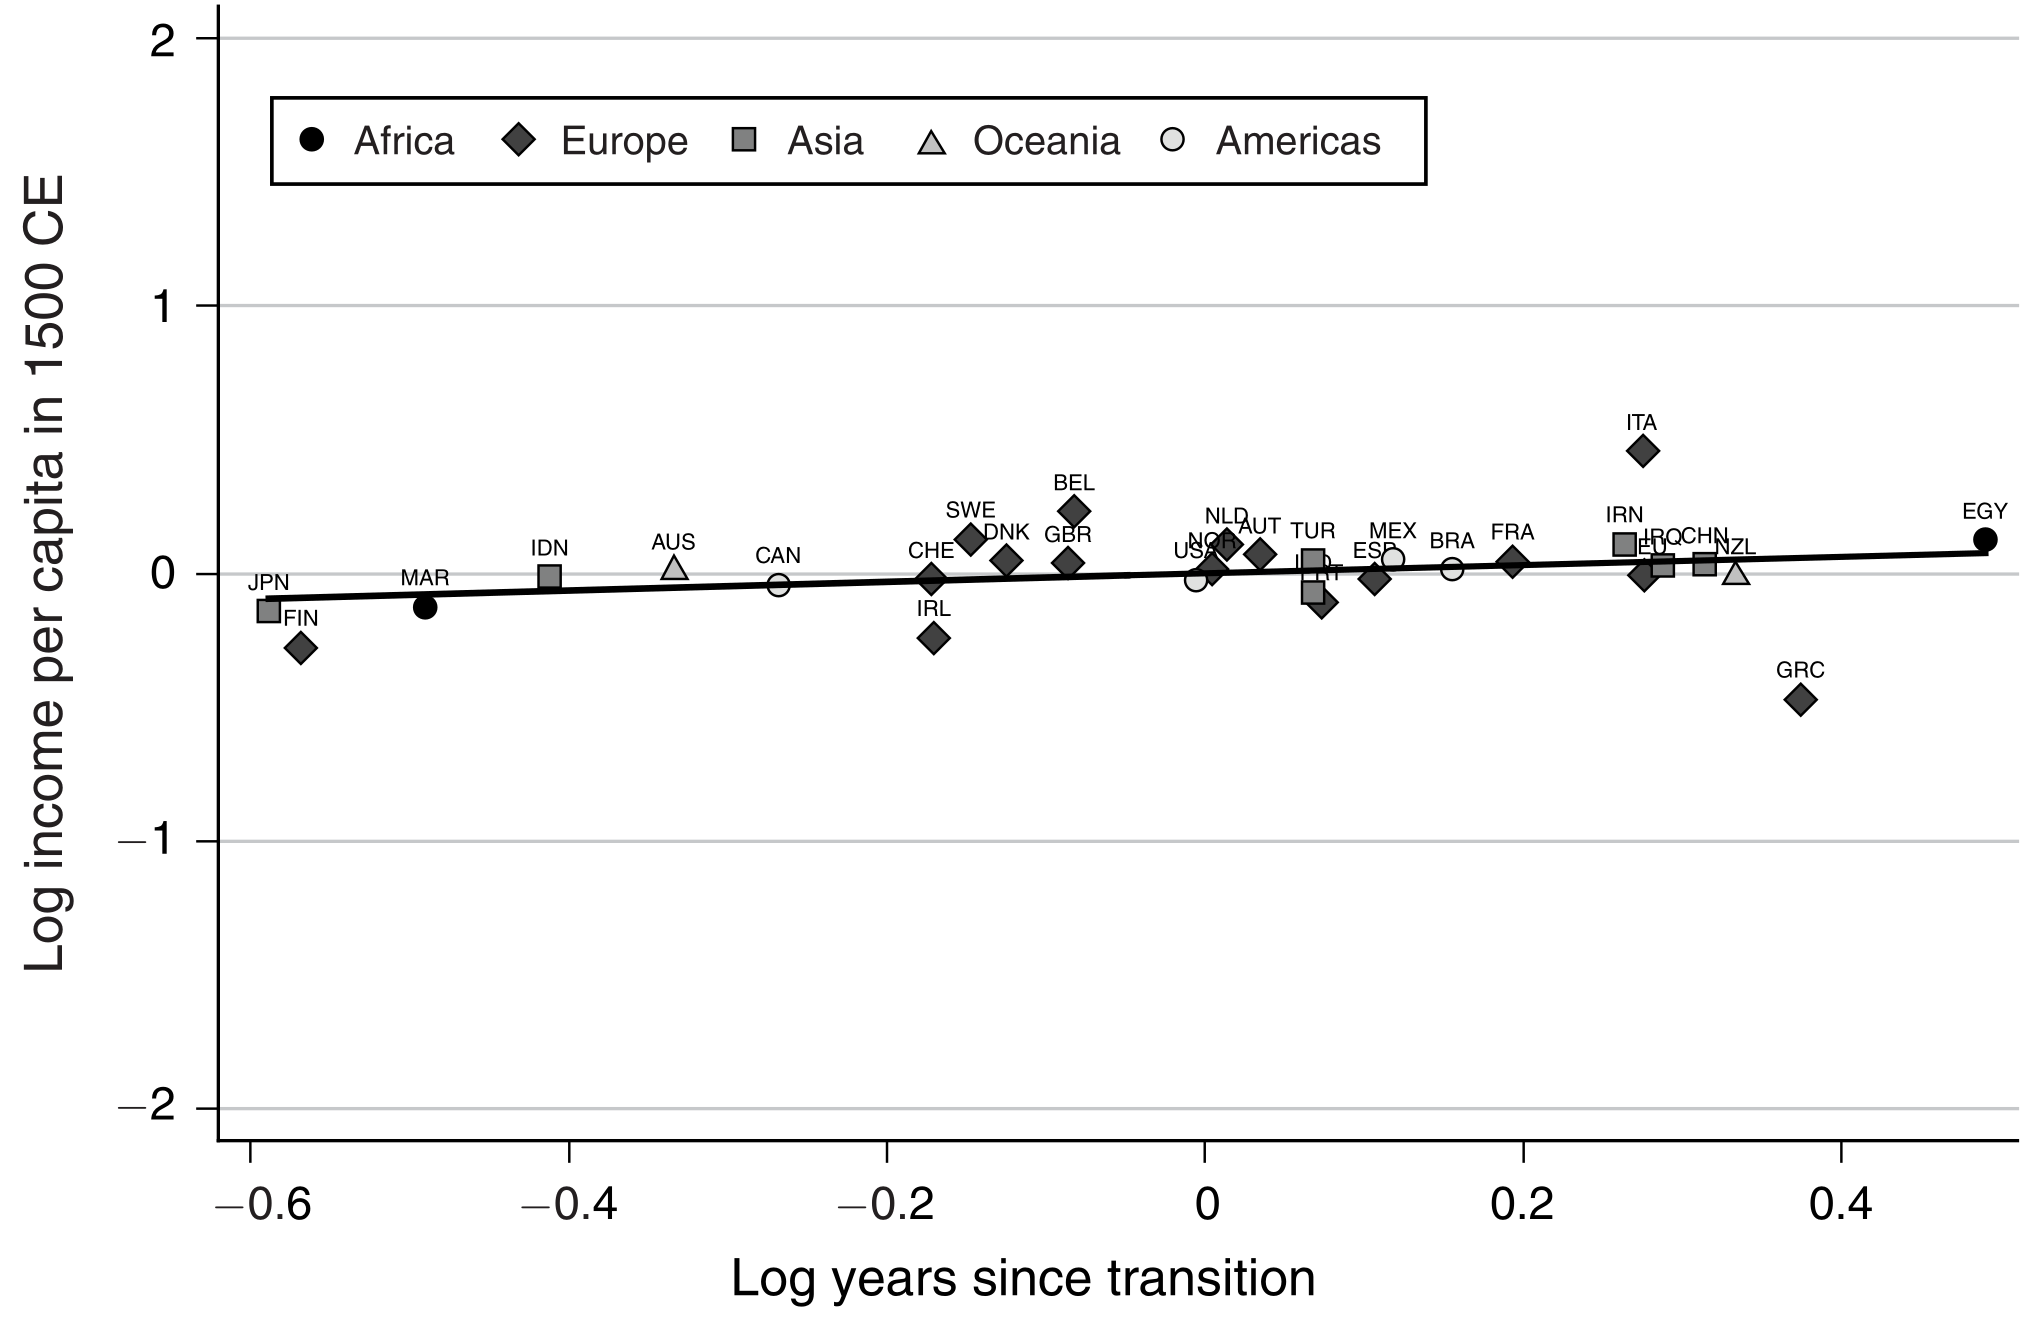 2
Africa Europe Asia Oceania Americas
1
ITA
BEL
SWE
EGY
NLD
IRN
DNK
GBR
AUT
TUR
MEX
BRA
FRA
IRQ
CHN
NZL
IDN
AUS
CAN
CHE
USA
NOR
ESP
0
JPN
MAR
FIN
IRL
GRC
−1
−2
−0.6 −0.4 −0.2 0 0.2 0.4
Log years since transition
Log income per capita in 1500 CE